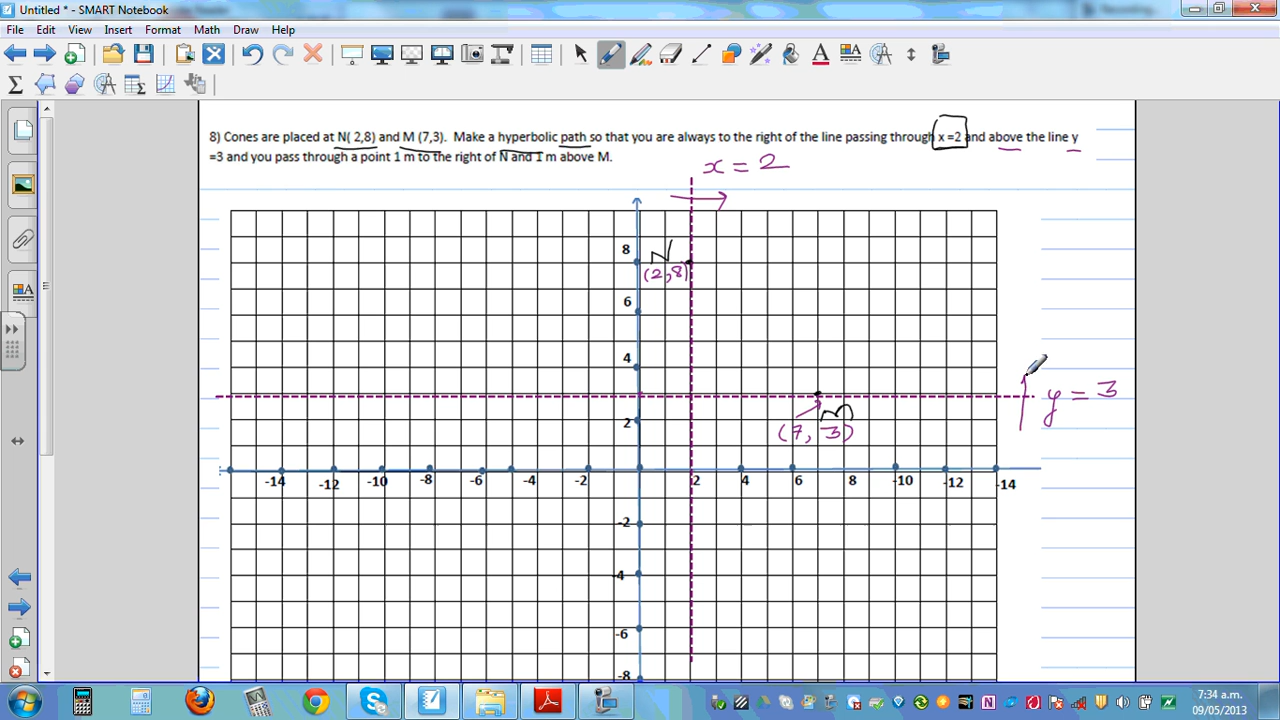 Untitled * - SMART Notebook
File Edit View Insert Format Math Draw Help
8) Cones are placed at N( 2,8) and M (7,3). Make a hyperbolic path so that you are always to the right of the line passing through x =2 and above the line y
=3 and you pass through a point 1 m to the right of N and 1 m above M.
x = 2
8
N
(2,8)
6
4
y = 3
2
M
(7, 3)
-14 -12 -10 -8 -6 -4 -2 2 4 6 8 -10 -12 -14
-2
-4
-6
-8
7:34 a.m.
09/05/2013